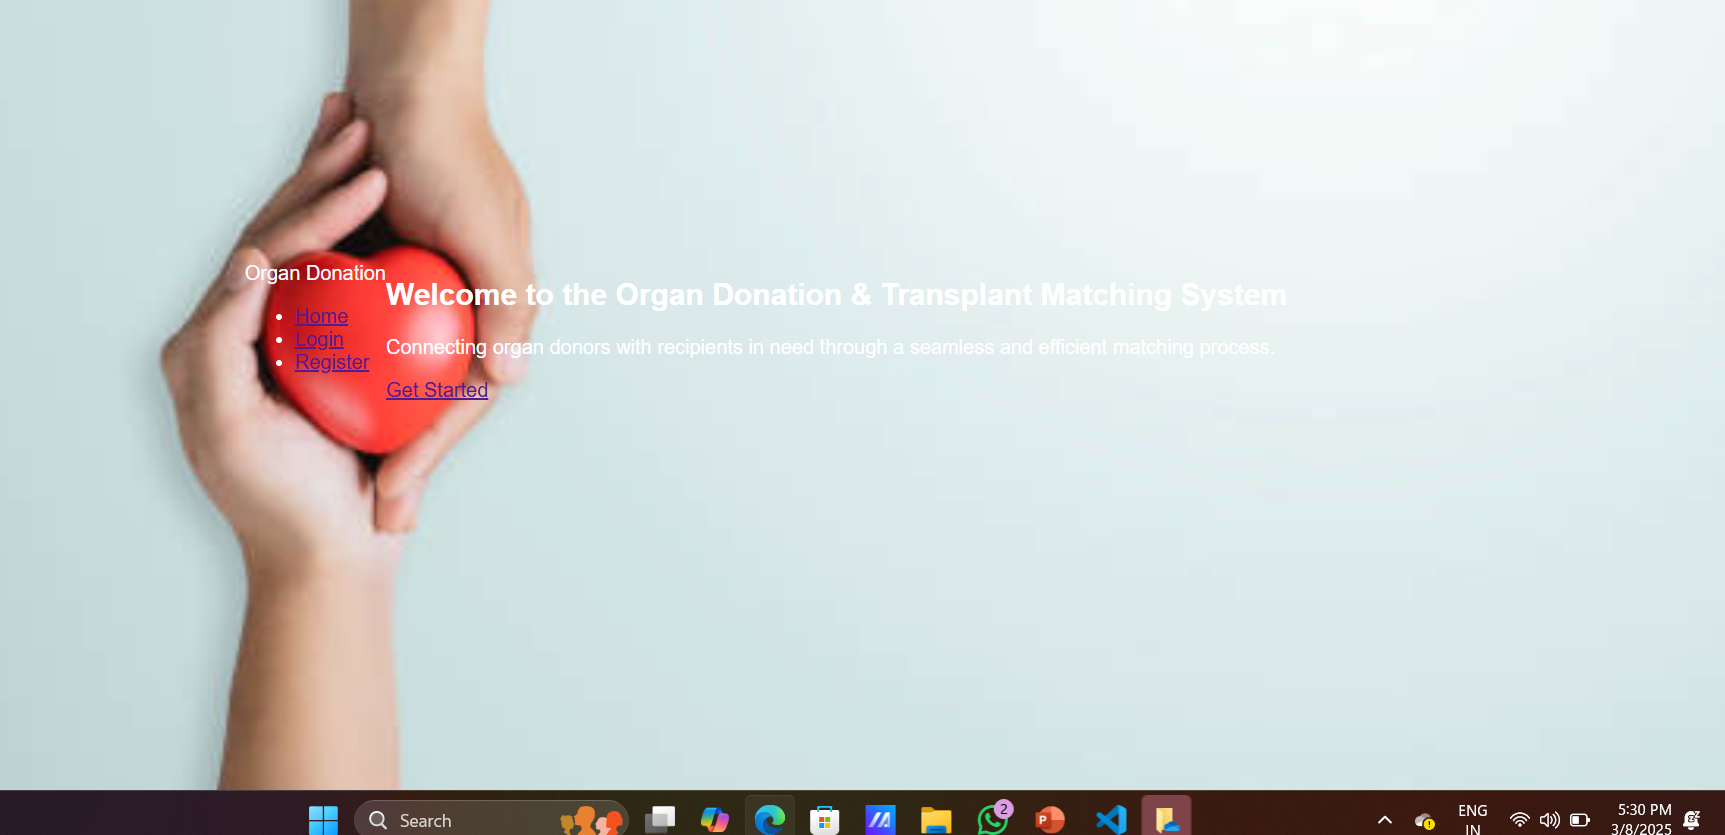 Organ Donation
Home
Login
Register
Welcome to the Organ Donation & Transplant Matching System
Connecting organ donors with recipients in need through a seamless and efficient matching process.
Get Started
Search
2
P
ENG
IN
5:30 PM
3/8/2025